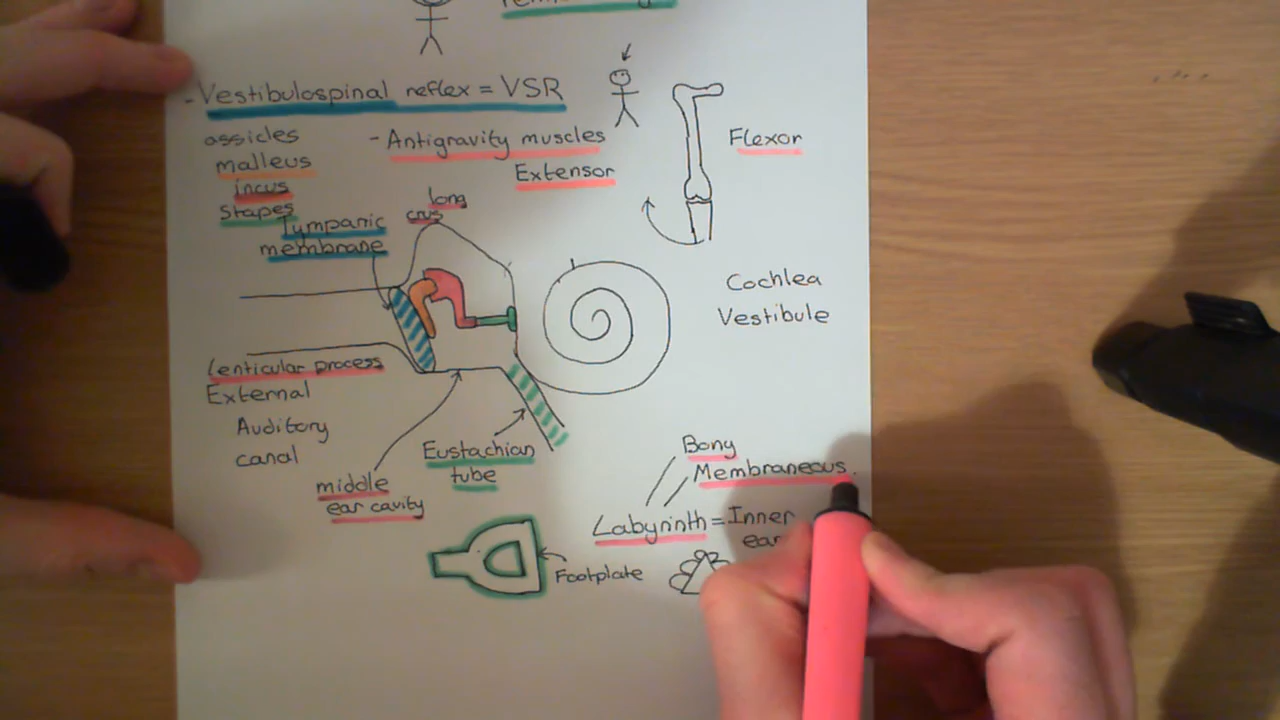 - Vestibulospinal reflex = VSR
assicles
malleus
incus
stapes
- Antigravity muscles
Extensor
Flexor
long
crus
Tympanic
membrane
Cochlea
Vestibule
Lenticular process
External
Auditory
canal
middle
ear cavity
Eustachian
tube
Bony
Membraneous.
Labyrinth = Inner
ear
Footplate